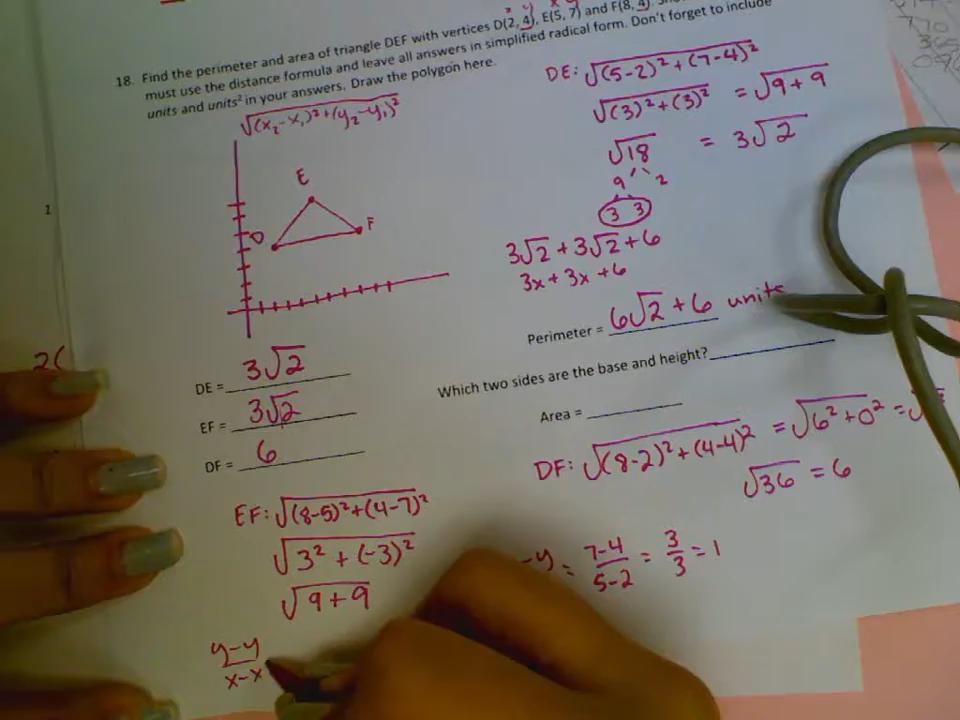 x y x y
18. Find the perimeter and area of triangle DEF with vertices D(2, 4), E(5, 7) and F(8, 4).
must use the distance formula and leave all answers in simplified radical form. Don't forget to include
units and units² in your answers. Draw the polygon here.
√(x₂-x₁)²+(y₂-y₁)²
E
D
F
1
DE: √(5-2)²+(7-4)²
√(3)²+(3)² = √9+9
√18 = 3√2
9 2
3 3
3√2+3√2+6
3x+3x+6
Perimeter = 6√2+6 units
DE = 3√2
EF = 3√2
DF = 6
Which two sides are the base and height?
Area =
DF: √(8-2)²+(4-4)² = √6²+0² =
√36 = 6
EF: √(8-5)²+(4-7)²
√3²+(-3)²
√9+9
-y = 7-4/5-2 = 3/3 = 1
y-y
x-x